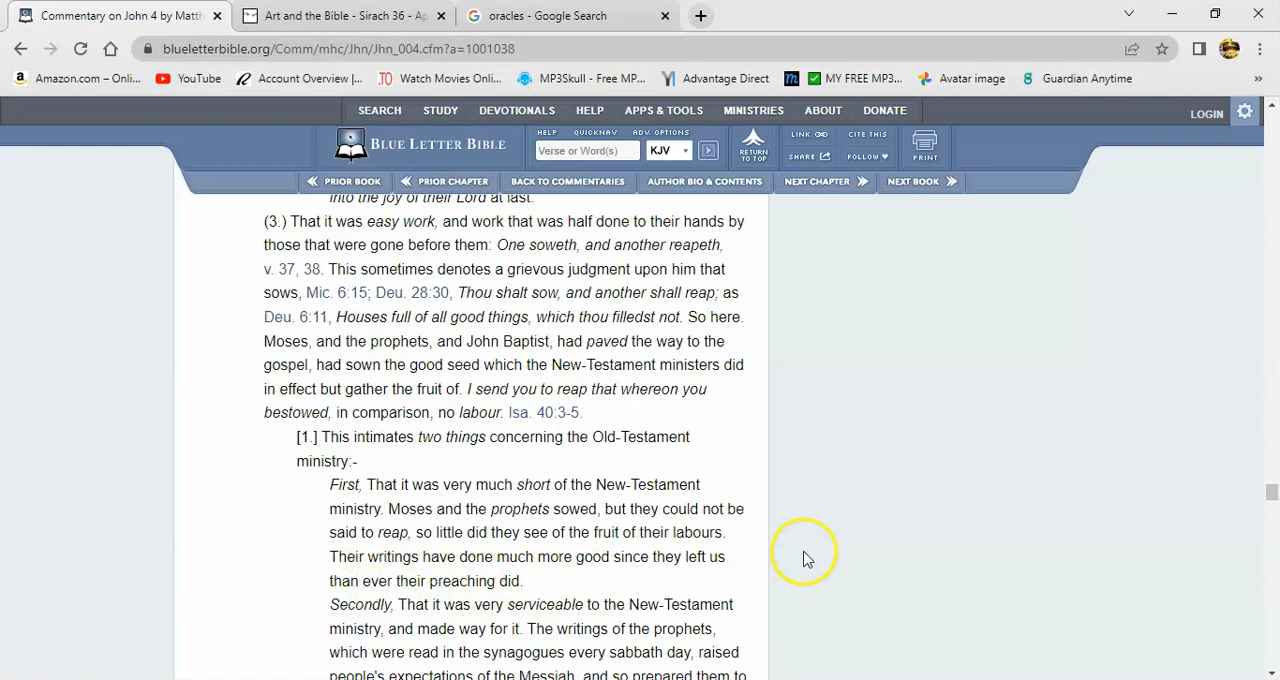 Commentary on John 4 by Matth
Art and the Bible - Sirach 36 - Ap
oracles - Google Search
blueletterbible.org/Comm/mhc/Jhn/Jhn_004.cfm?a=1001038
Amazon.com – Onli...
YouTube
Account Overview |...
Watch Movies Onlin...
MP3Skull - Free MP...
Advantage Direct
MY FREE MP3...
Avatar image
Guardian Anytime
»
SEARCH STUDY DEVOTIONALS HELP APPS & TOOLS MINISTRIES ABOUT DONATE
LOGIN
BLUE LETTER BIBLE
HELP QUICKNAV ADV. OPTIONS
Verse or Word(s)
KJV
RETURN
TO TOP
LINK
CITE THIS
SHARE
FOLLOW
PRINT
PRIOR BOOK
PRIOR CHAPTER
BACK TO COMMENTARIES
AUTHOR BIO & CONTENTS
NEXT CHAPTER
NEXT BOOK
into the joy of their Lord at last.
(3.) That it was easy work, and work that was half done to their hands by
those that were gone before them: One soweth, and another reapeth,
v. 37, 38. This sometimes denotes a grievous judgment upon him that
sows, Mic. 6:15; Deu. 28:30, Thou shalt sow, and another shall reap; as
Deu. 6:11, Houses full of all good things, which thou filledst not. So here.
Moses, and the prophets, and John Baptist, had paved the way to the
gospel, had sown the good seed which the New-Testament ministers did
in effect but gather the fruit of. I send you to reap that whereon you
bestowed, in comparison, no labour. Isa. 40:3-5.
[1.] This intimates two things concerning the Old-Testament
ministry:-
First, That it was very much short of the New-Testament
ministry. Moses and the prophets sowed, but they could not be
said to reap, so little did they see of the fruit of their labours.
Their writings have done much more good since they left us
than ever their preaching did.
Secondly, That it was very serviceable to the New-Testament
ministry, and made way for it. The writings of the prophets,
which were read in the synagogues every sabbath day, raised
people's expectations of the Messiah, and so prepared them to